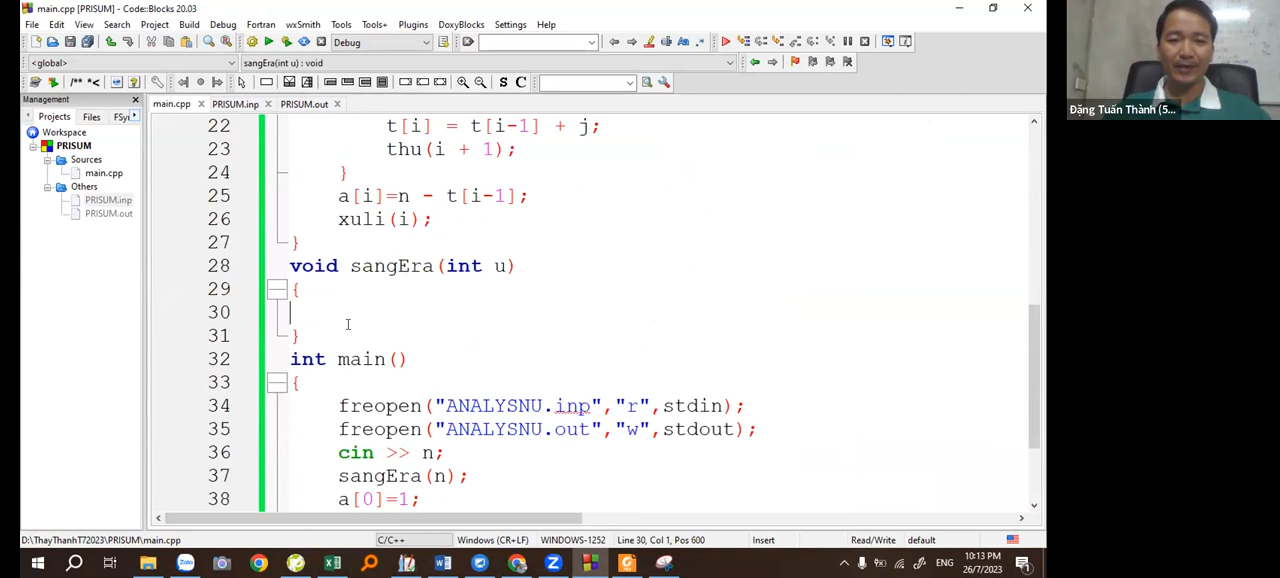 main.cpp [PRISUM] - Code::Blocks 20.03
File Edit View Search Project Build Debug Fortran wxSmith Tools Tools+ Plugins DoxyBlocks Settings Help
Debug
<global> sangEra(int u) : void
/** *< S C
Management
Projects Files FSy
Workspace
PRISUM
Sources
main.cpp
Others
PRISUM.inp
PRISUM.out
main.cpp PRISUM.inp PRISUM.out
22 t[i] = t[i-1] + j;
23 thu(i + 1);
24 }
25 a[i]=n - t[i-1];
26 xuli(i);
27 }
28 void sangEra(int u)
29 {
30
31 }
32 int main()
33 {
34 freopen("ANALYSNU.inp","r",stdin);
35 freopen("ANALYSNU.out","w",stdout);
36 cin >> n;
37 sangEra(n);
38 a[0]=1;
D:\ThayThanhT72023\PRISUM\main.cpp C/C++ Windows (CR+LF) WINDOWS-1252 Line 30, Col 1, Pos 600 Insert Read/Write default
Zalo ENG 10:13 PM
26/7/2023
Đặng Tuấn Thành (5...